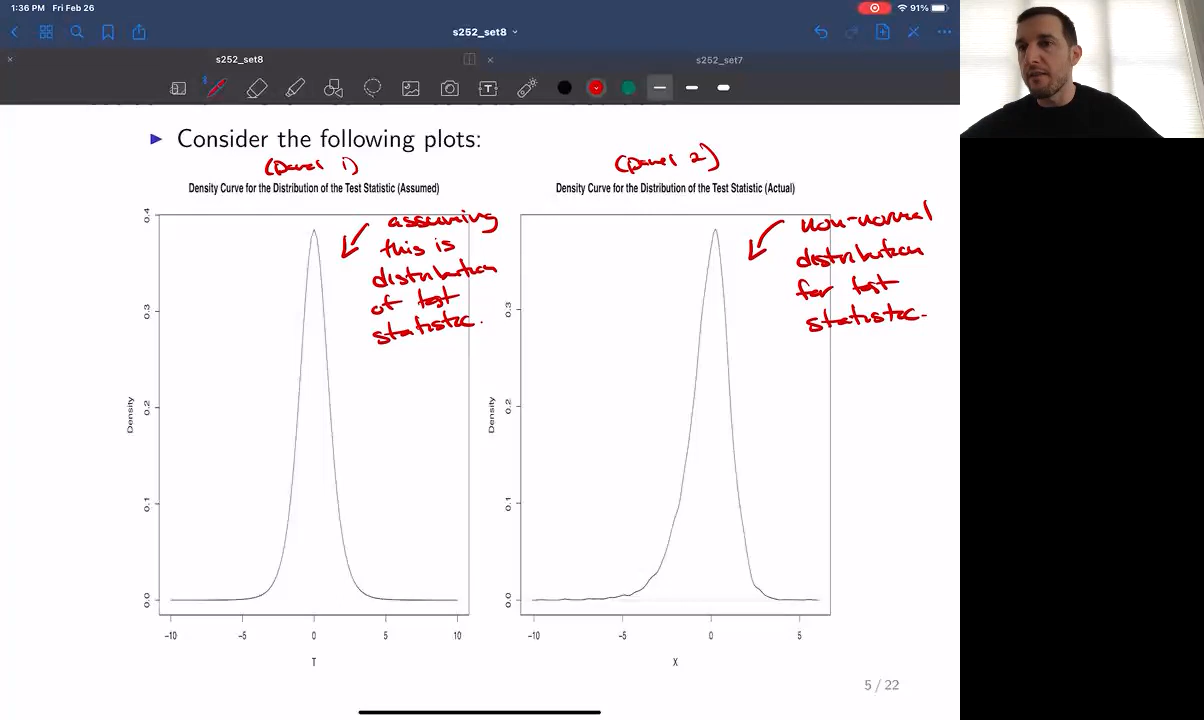 1:36 PM Fri Feb 26
91%
s252_set8
s252_set8
s252_set7
Consider the following plots:
(Panel 1)
(Panel 2)
Density Curve for the Distribution of the Test Statistic (Assumed)
Density Curve for the Distribution of the Test Statistic (Actual)
assuming
this is
distribution
of test
statistic.
non-normal
distribution
for test
statistic.
Density
0.0
0.1
0.2
0.3
0.4
-10
-5
0
5
10
T
Density
0.0
0.1
0.2
0.3
-10
-5
0
5
X
5 / 22